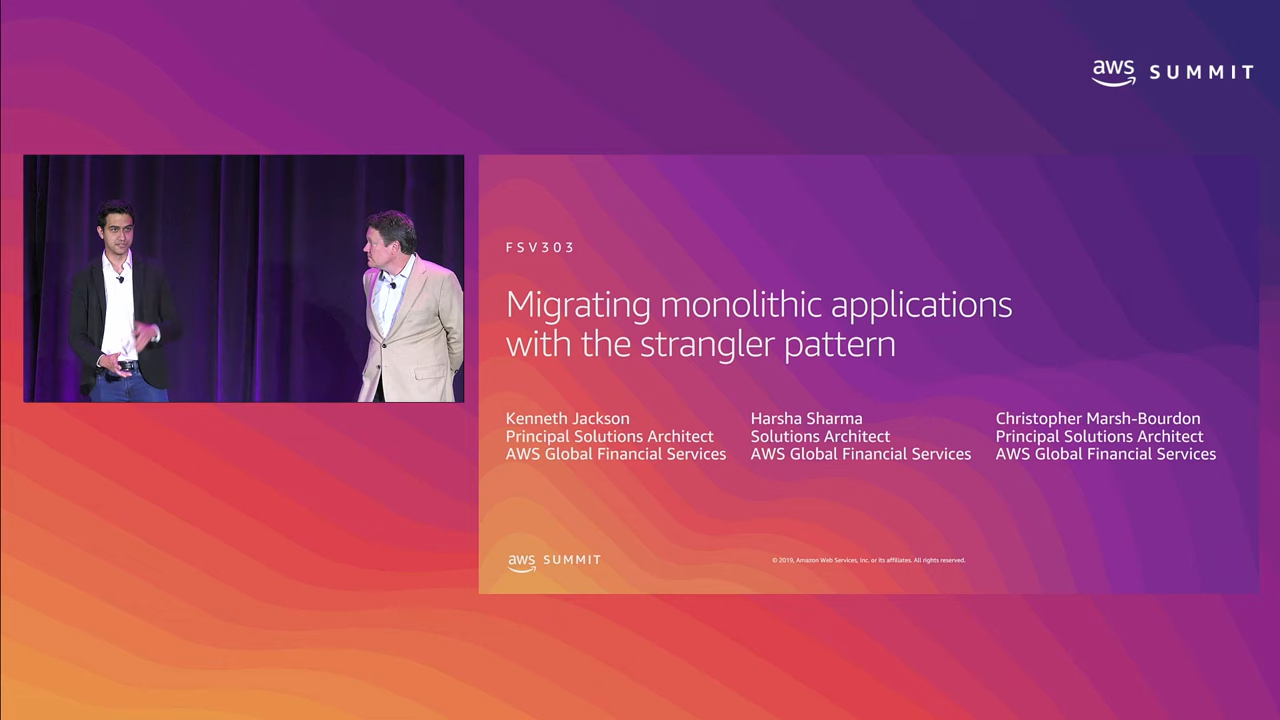 aws SUMMIT
FSV303
Migrating monolithic applications
with the strangler pattern
Kenneth Jackson
Principal Solutions Architect
AWS Global Financial Services
Harsha Sharma
Solutions Architect
AWS Global Financial Services
Christopher Marsh-Bourdon
Principal Solutions Architect
AWS Global Financial Services
aws SUMMIT
© 2019, Amazon Web Services, Inc. or its affiliates. All rights reserved.